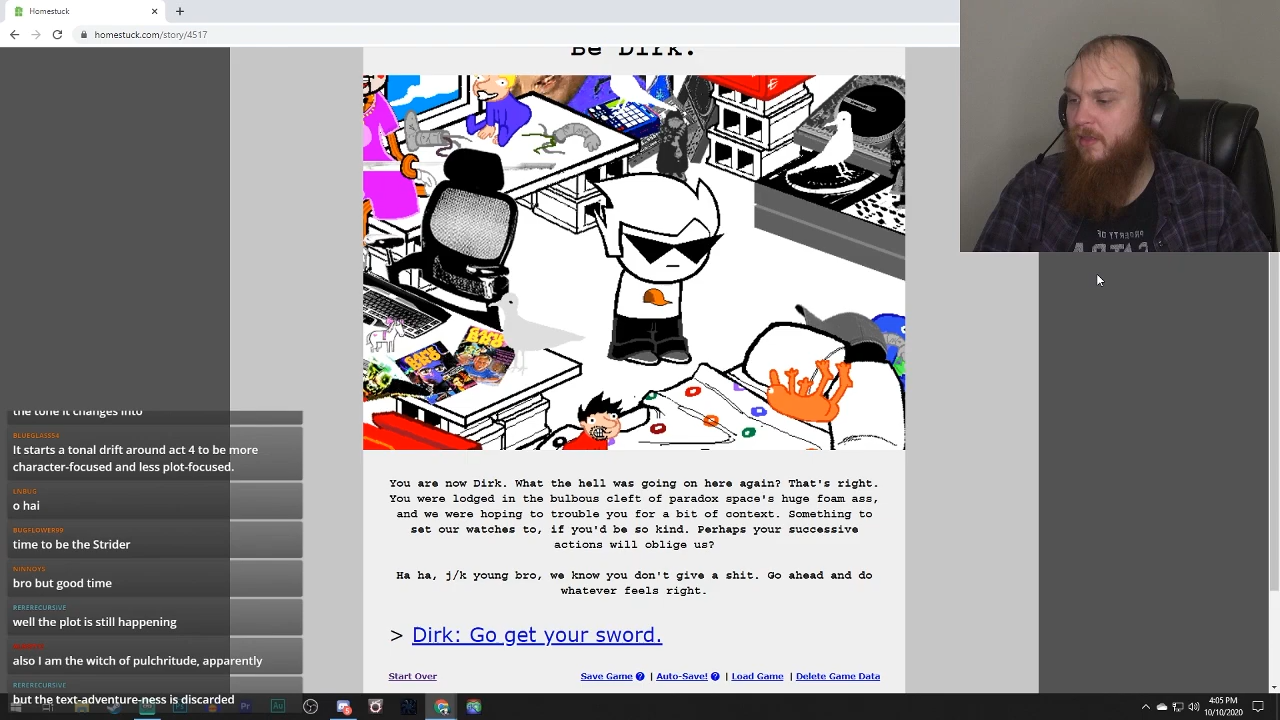 Homestuck
homestuck.com/story/4517
Be Dirk.
You are now Dirk. What the hell was going on here again? That's right.
You were lodged in the bulbous cleft of paradox space's huge foam ass,
and we were hoping to trouble you for a bit of context. Something to
set our watches to, if you'd be so kind. Perhaps your successive
actions will oblige us?
Ha ha, j/k young bro, we know you don't give a shit. Go ahead and do
whatever feels right.
> Dirk: Go get your sword.
Start Over
Save Game | Auto-Save! | Load Game | Delete Game Data
the tone it changes into
BLUEGLASS58
It starts a tonal drift around act 4 to be more
character-focused and less plot-focused.
LNBUG
o hai
BUGFLOWER99
time to be the Strider
NINNOYS
bro but good time
RERERECURSIVE
well the plot is still happening
also I am the witch of pulchritude, apparently
RERERECURSIVE
but the text-adventure-ness is discarded
4:05 PM
10/10/2020